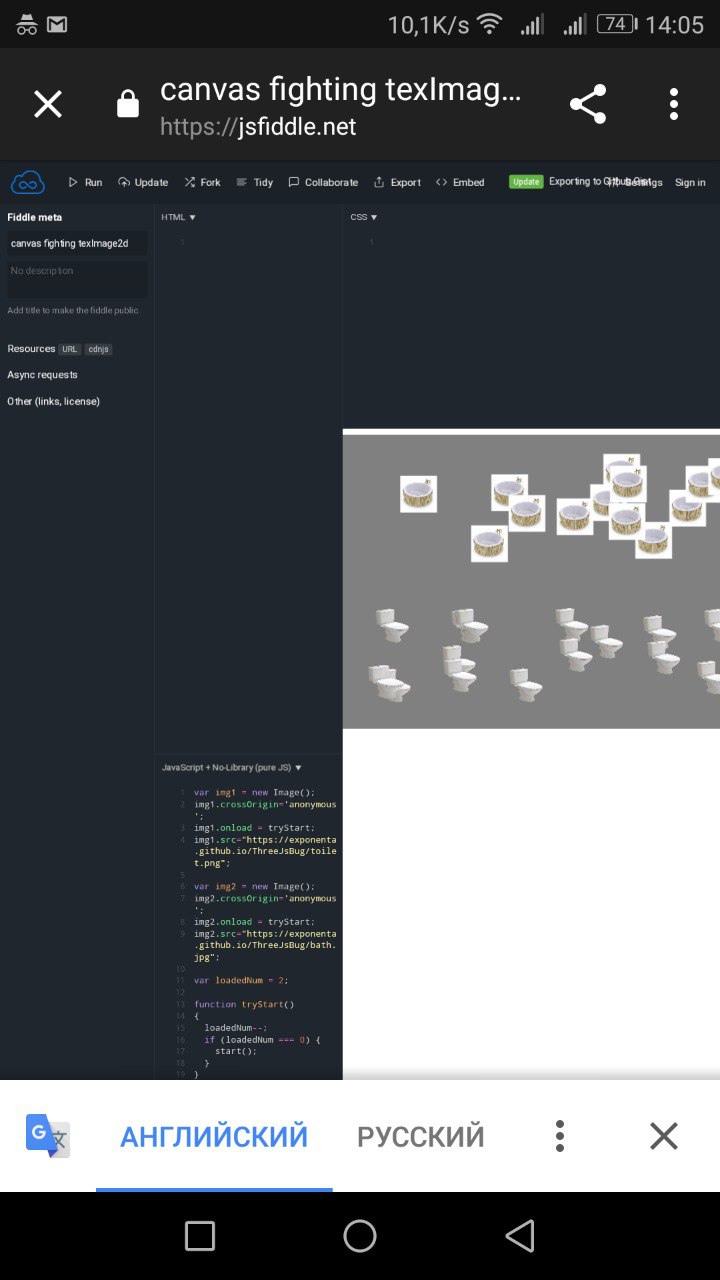 10,1K/s 74 14:05
canvas fighting texImag...
https://jsfiddle.net
Run Update Fork Tidy Collaborate Export Embed Update Exporting to Github Gist Settings Sign in
Fiddle meta
canvas fighting texImage2d
No description
Add title to make the fiddle public.
Resources URL cdnjs
Async requests
Other (links, license)
HTML ▼
1
CSS ▼
1
JavaScript + No-Library (pure JS) ▼
1 var img1 = new Image();
2 img1.crossOrigin='anonymous
';
3 img1.onload = tryStart;
4 img1.src="https://exponenta
.github.io/ThreeJsBug/toile
t.png";
5
6 var img2 = new Image();
7 img2.crossOrigin='anonymous
';
8 img2.onload = tryStart;
9 img2.src="https://exponenta
.github.io/ThreeJsBug/bath.
jpg";
10
11 var loadedNum = 2;
12
13 function tryStart()
14 {
15 loadedNum--;
16 if (loadedNum === 0) {
17 start();
18 }
19 }
G 文 АНГЛИЙСКИЙ РУССКИЙ